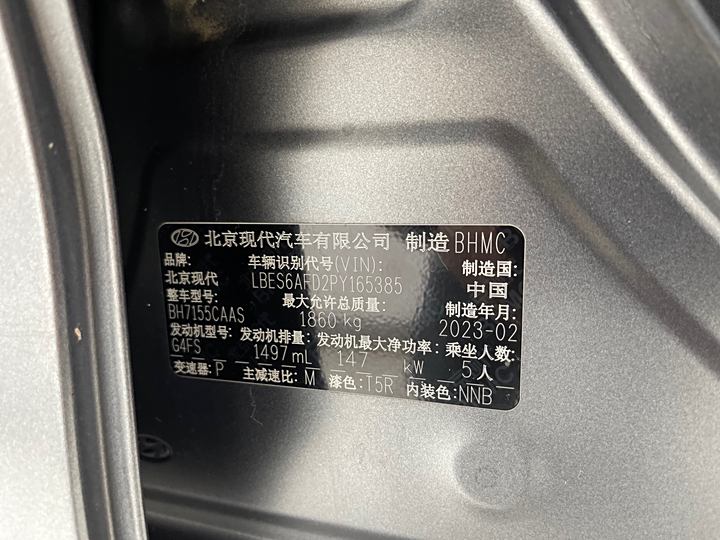 北京现代汽车有限公司 制造 BHMC
品牌: 车辆识别代号(VIN): 制造国:
北京现代 LBES6AFD2PY165385 中国
整车型号: 最大允许总质量: 制造年月:
BH7155CAAS 1860 kg 2023-02
发动机型号: 发动机排量: 发动机最大净功率: 乘坐人数:
G4FS 1497 mL 147 kW 5 人
变速器: P 主减速比: M 漆色: T5R 内装色: NNB